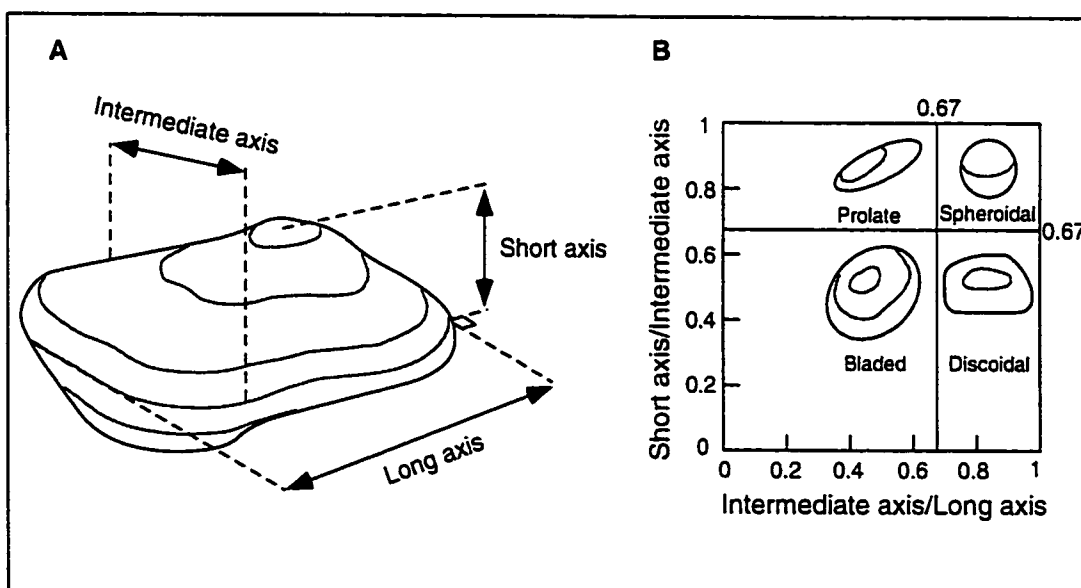 A
Intermediate axis
Short axis
Long axis
B
0.67
1
0.8
0.6
0.4
0.2
0
Short axis/Intermediate axis
Prolate
Spheroidal
0.67
Bladed
Discoidal
0 0.2 0.4 0.6 0.8 1
Intermediate axis/Long axis